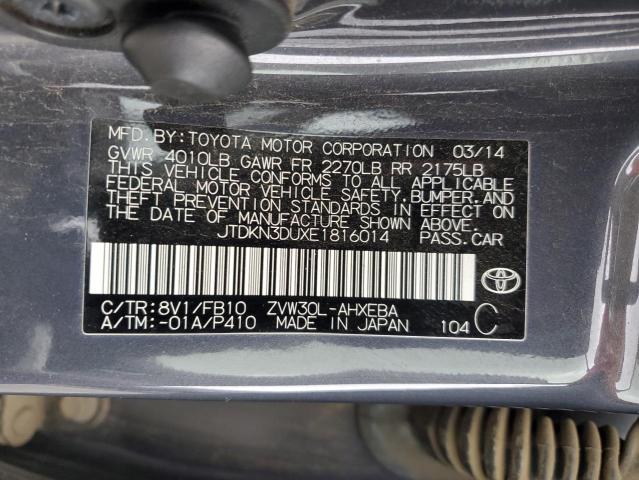 MFD. BY: TOYOTA MOTOR CORPORATION 03/14
GVWR 4010LB GAWR FR 2270LB RR 2175LB
THIS VEHICLE CONFORMS TO ALL APPLICABLE
FEDERAL MOTOR VEHICLE SAFETY, BUMPER, AND
THEFT PREVENTION STANDARDS IN EFFECT ON
THE DATE OF MANUFACTURE SHOWN ABOVE.
JTDKN3DUXE1816014 PASS.CAR
C/TR:8V1/FB10 ZVW30L-AHXEBA
A/TM:-01A/P410 MADE IN JAPAN 104 C